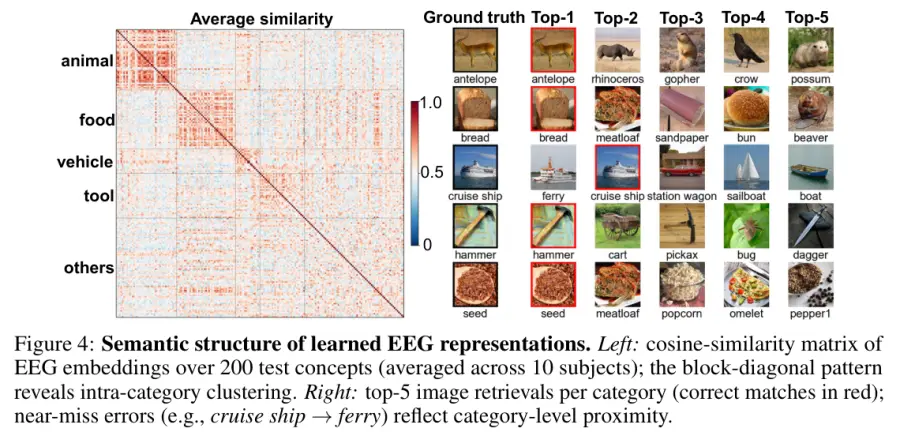 Average similarity
animal
food
vehicle
tool
others
1.0
0.5
0
Ground truth Top-1 Top-2 Top-3 Top-4 Top-5
antelope antelope rhinoceros gopher crow possum
bread bread meatloaf sandpaper bun beaver
cruise ship ferry cruise ship station wagon sailboat boat
hammer hammer cart pickax bug dagger
seed seed meatloaf popcorn omelet pepper1
Figure 4: Semantic structure of learned EEG representations. Left: cosine-similarity matrix of
EEG embeddings over 200 test concepts (averaged across 10 subjects); the block-diagonal pattern
reveals intra-category clustering. Right: top-5 image retrievals per category (correct matches in red);
near-miss errors (e.g., cruise ship → ferry) reflect category-level proximity.